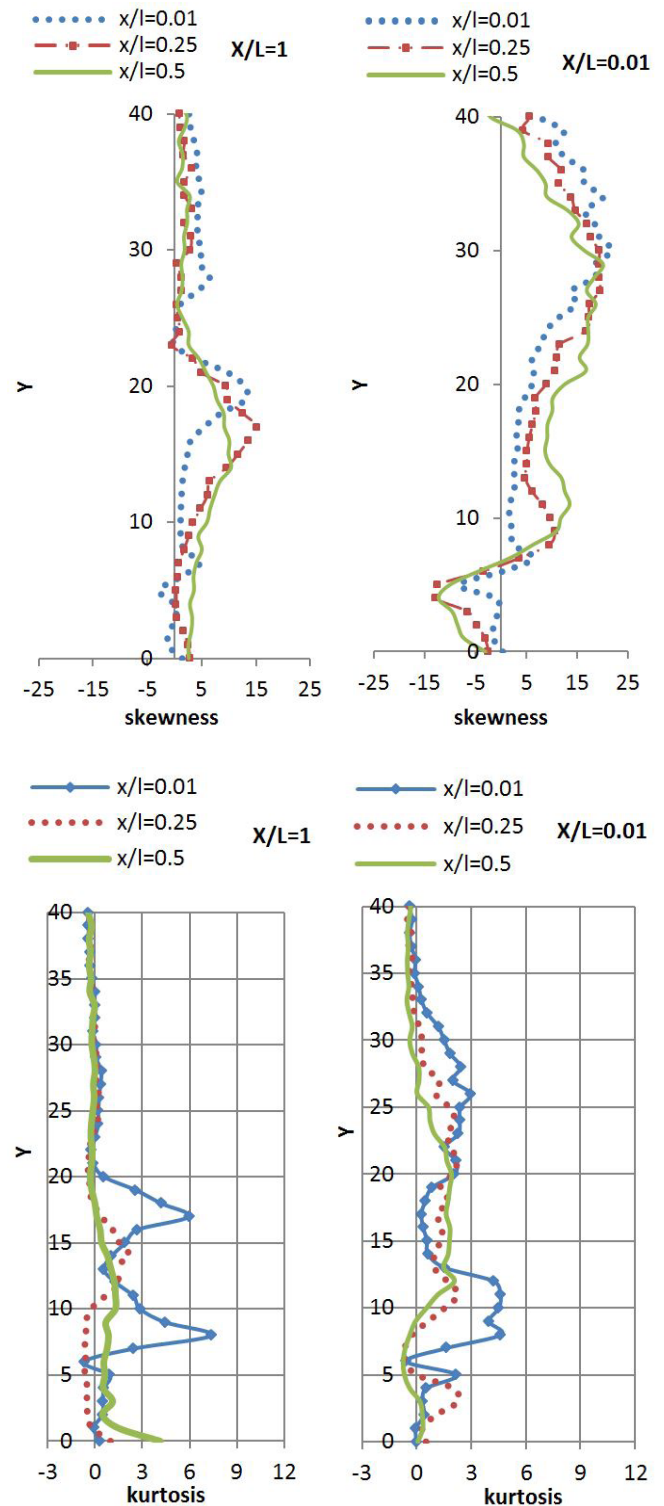 x/l=0.01
x/l=0.25
x/l=0.5
X/L=1
40
30
20
10
0
Y
-25 -15 -5 5 15 25
skewness
x/l=0.01
x/l=0.25
x/l=0.5
X/L=0.01
40
30
20
10
0
Y
-25 -15 -5 5 15 25
skewness
x/l=0.01
x/l=0.25
x/l=0.5
X/L=1
40
35
30
25
20
15
10
5
0
Y
-3 0 3 6 9 12
kurtosis
x/l=0.01
x/l=0.25
x/l=0.5
X/L=0.01
40
35
30
25
20
15
10
5
0
Y
-3 0 3 6 9 12
kurtosis